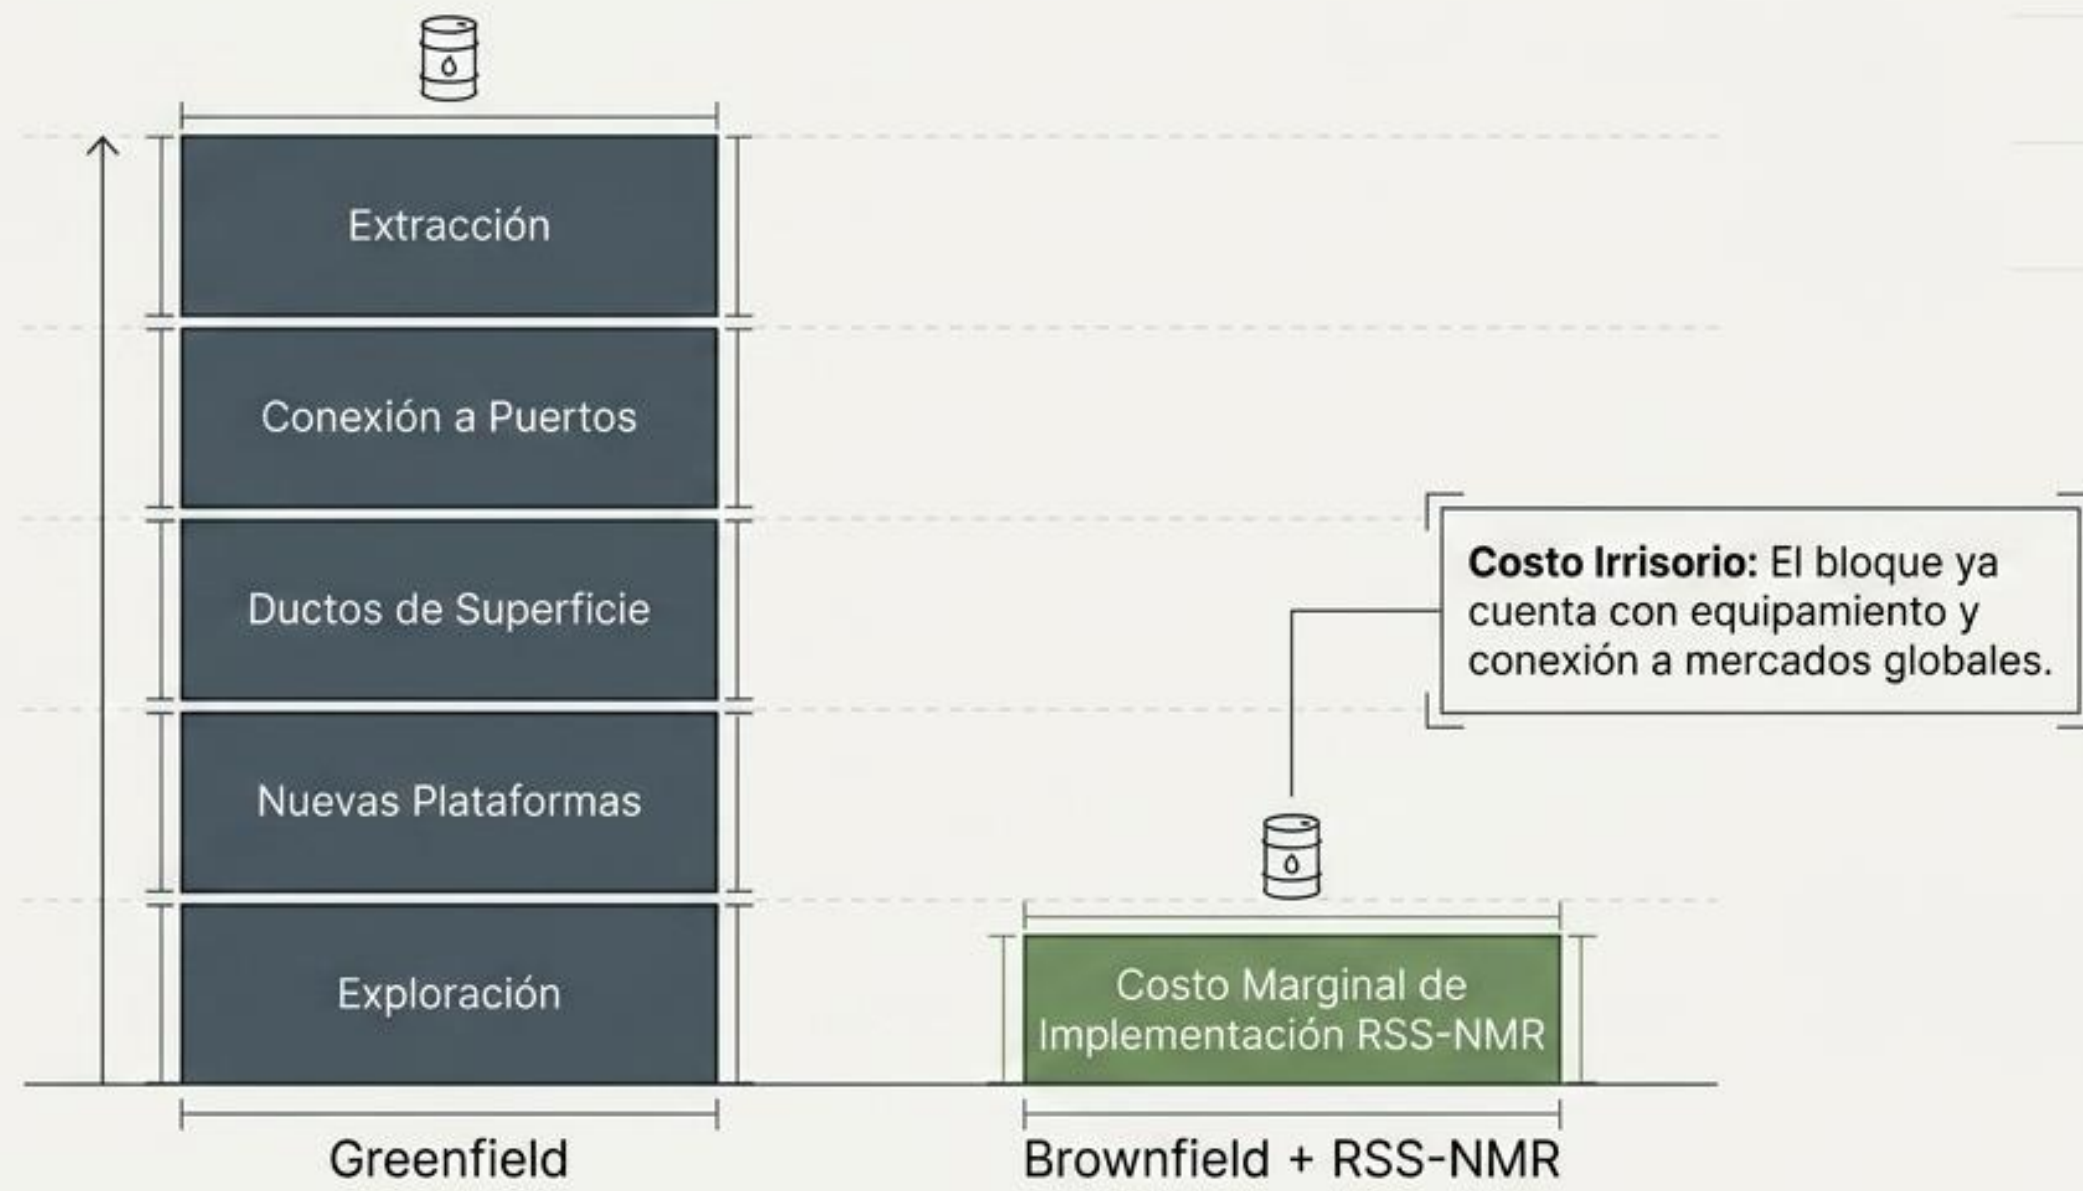 Extracción
Conexión a Puertos
Ductos de Superficie
Nuevas Plataformas
Exploración
Greenfield
Costo Irrisorio: El bloque ya
cuenta con equipamiento y
conexión a mercados globales.
Costo Marginal de
Implementación RSS-NMR
Brownfield + RSS-NMR